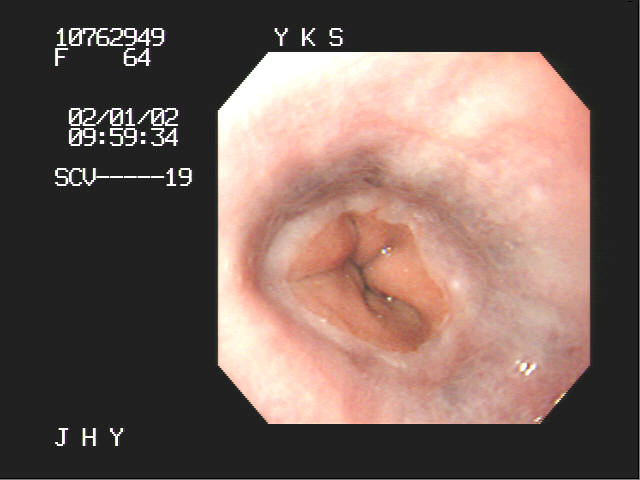 10762949 Y K S
F 64
02/01/02
09:59:34
SCV-----19
J H Y